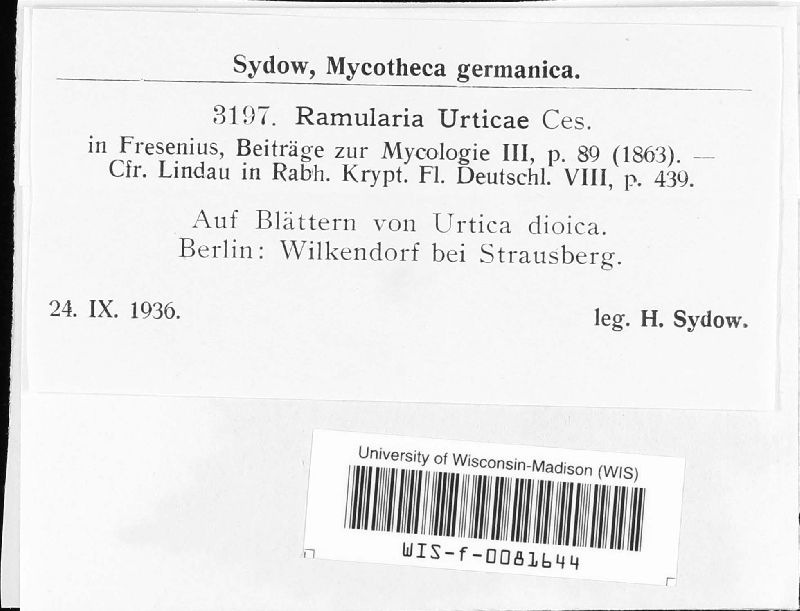 Sydow, Mycotheca germanica.
3197. Ramularia Urticae Ces.
in Fresenius, Beiträge zur Mycologie III, p. 89 (1863). —
Cfr. Lindau in Rabh. Krypt. Fl. Deutschl. VIII, p. 439.
Auf Blättern von Urtica dioica.
Berlin: Wilkendorf bei Strausberg.
24. IX. 1936.
leg. H. Sydow.
University of Wisconsin-Madison (WIS)
WIS-f-0081644